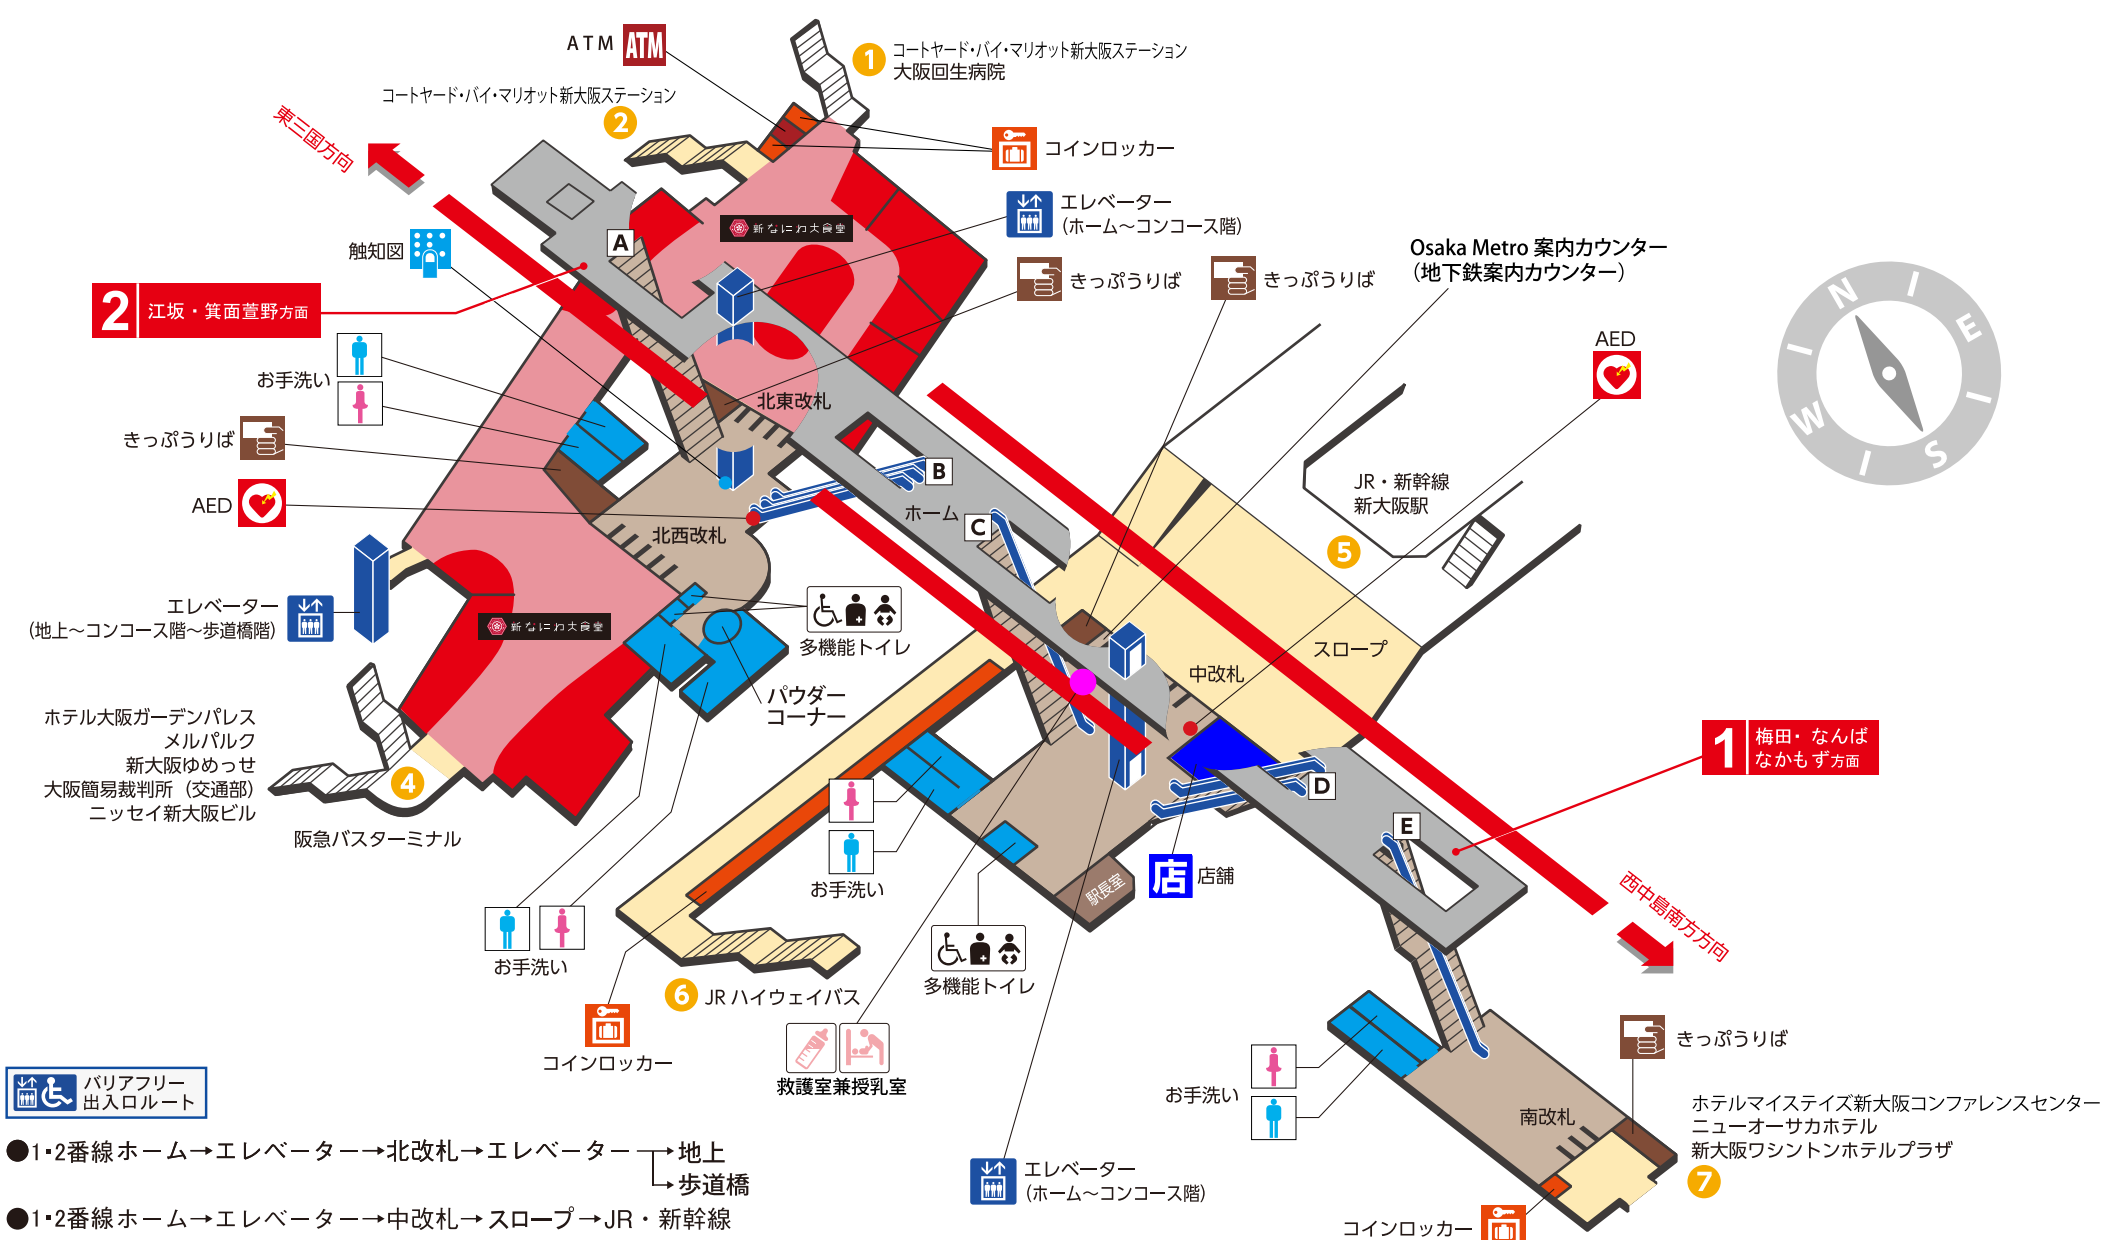 ATM
ATM
1
コートヤード・バイ・マリオット新大阪ステーション
大阪回生病院
コートヤード・バイ・マリオット新大阪ステーション
2
東三国方向
コインロッカー
エレベーター
(ホーム～コンコース階)
A
新なにわ大食堂
触知図
きっぷうりば
きっぷうりば
Osaka Metro 案内カウンター
(地下鉄案内カウンター)
N
E
S
W
2
江坂・箕面萱野方面
AED
お手洗い
北東改札
きっぷうりば
AED
B
ホーム
C
JR・新幹線
新大阪駅
5
北西改札
エレベーター
(地上～コンコース階～歩道橋階)
新なにわ大食堂
多機能トイレ
スロープ
中改札
パウダー
コーナー
ホテル大阪ガーデンパレス
メルパルク
新大阪ゆめっせ
大阪簡易裁判所（交通部）
ニッセイ新大阪ビル
4
阪急バスターミナル
1
梅田・なんば
なかもず方面
D
E
お手洗い
駅長室
店
店舗
西中島南方方向
お手洗い
多機能トイレ
6
JRハイウェイバス
コインロッカー
救護室兼授乳室
きっぷうりば
お手洗い
南改札
ホテルマイステイズ新大阪コンファレンスセンター
ニューオーサカホテル
新大阪ワシントンホテルプラザ
7
エレベーター
(ホーム～コンコース階)
コインロッカー
バリアフリー
出入口ルート
●1・2番線ホーム→エレベーター→北改札→エレベーター→地上
→歩道橋
●1・2番線ホーム→エレベーター→中改札→スロープ→JR・新幹線